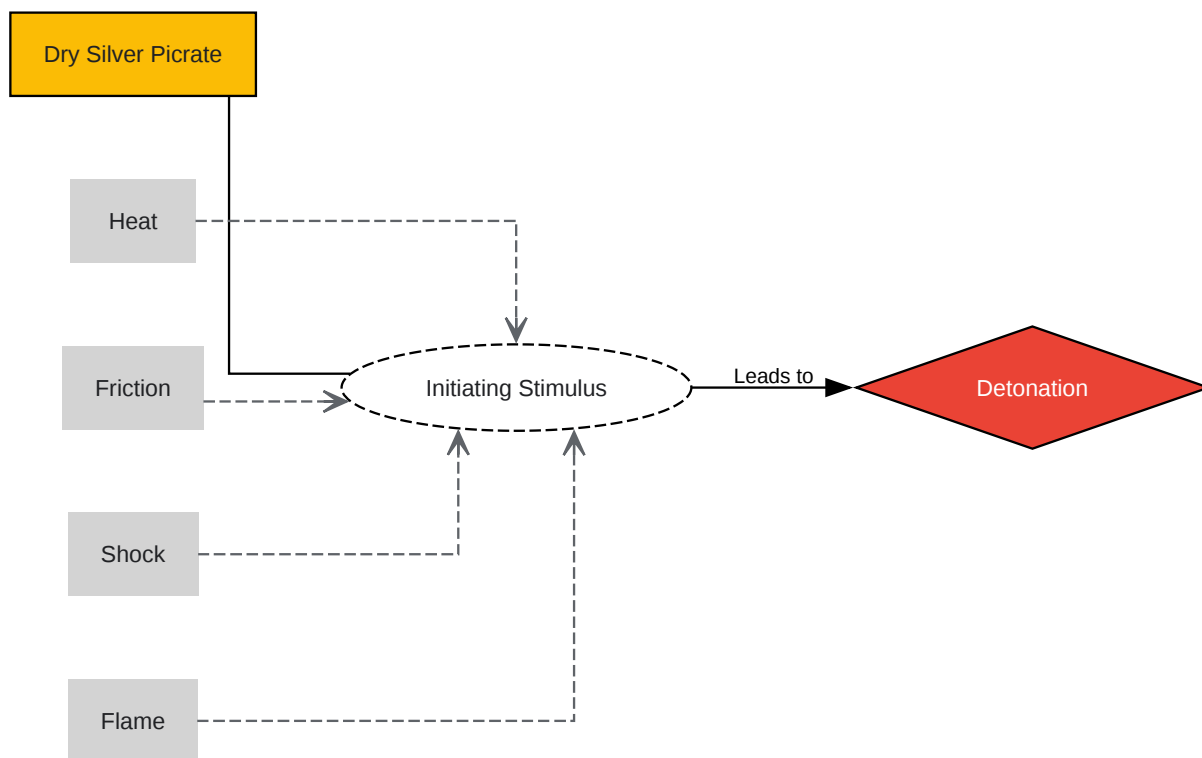 Dry Silver Picrate
Heat
Friction
Initiating Stimulus
Leads to
Detonation
Shock
Flame